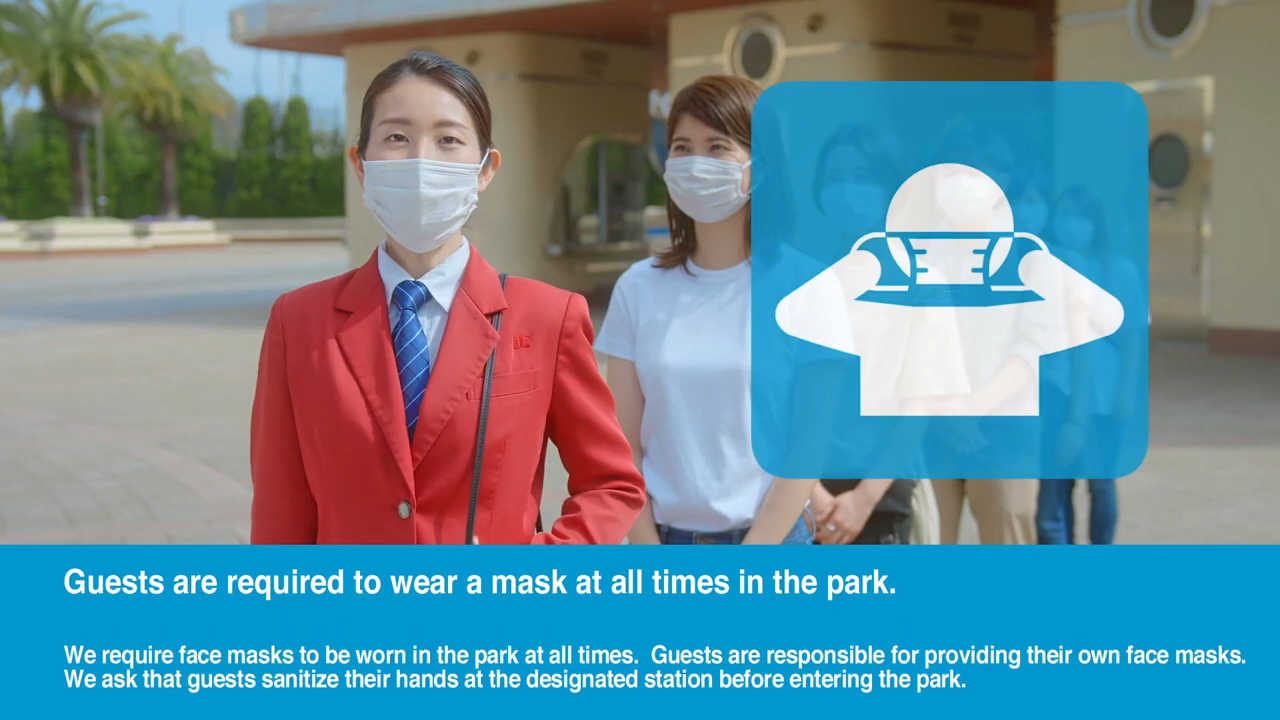 Guests are required to wear a mask at all times in the park.
We require face masks to be worn in the park at all times.  Guests are responsible for providing their own face masks.
We ask that guests sanitize their hands at the designated station before entering the park.